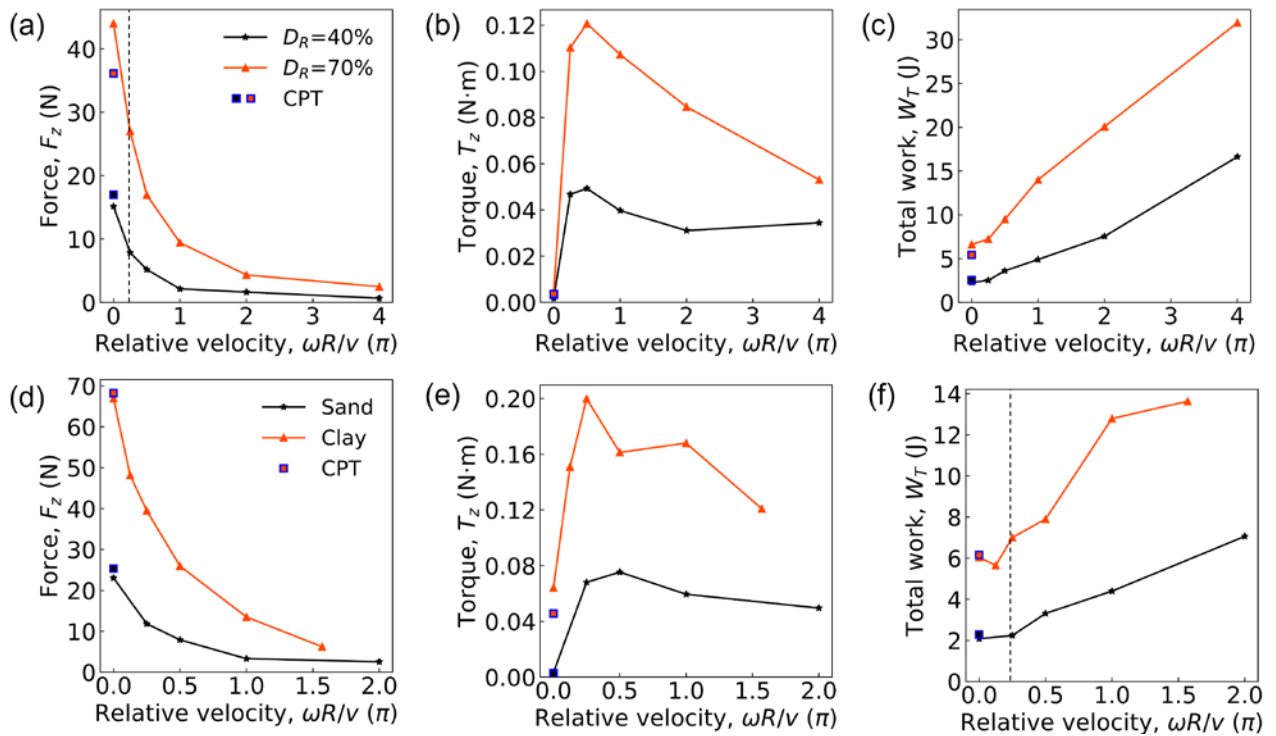 (a)
Force, F_z (N)
40
30
20
10
0
D_R=40%
D_R=70%
CPT
0 1 2 3 4
Relative velocity, ωR/v (π)
(b)
Torque, T_z (N·m)
0.12
0.10
0.08
0.06
0.04
0.02
0.00
0 1 2 3 4
Relative velocity, ωR/v (π)
(c)
Total work, W_T (J)
30
25
20
15
10
5
0
0 1 2 3 4
Relative velocity, ωR/v (π)
(d)
Force, F_z (N)
70
60
50
40
30
20
10
0
Sand
Clay
CPT
0.0 0.5 1.0 1.5 2.0
Relative velocity, ωR/v (π)
(e)
Torque, T_z (N·m)
0.20
0.16
0.12
0.08
0.04
0.00
0.0 0.5 1.0 1.5 2.0
Relative velocity, ωR/v (π)
(f)
Total work, W_T (J)
14
12
10
8
6
4
2
0
0.0 0.5 1.0 1.5 2.0
Relative velocity, ωR/v (π)